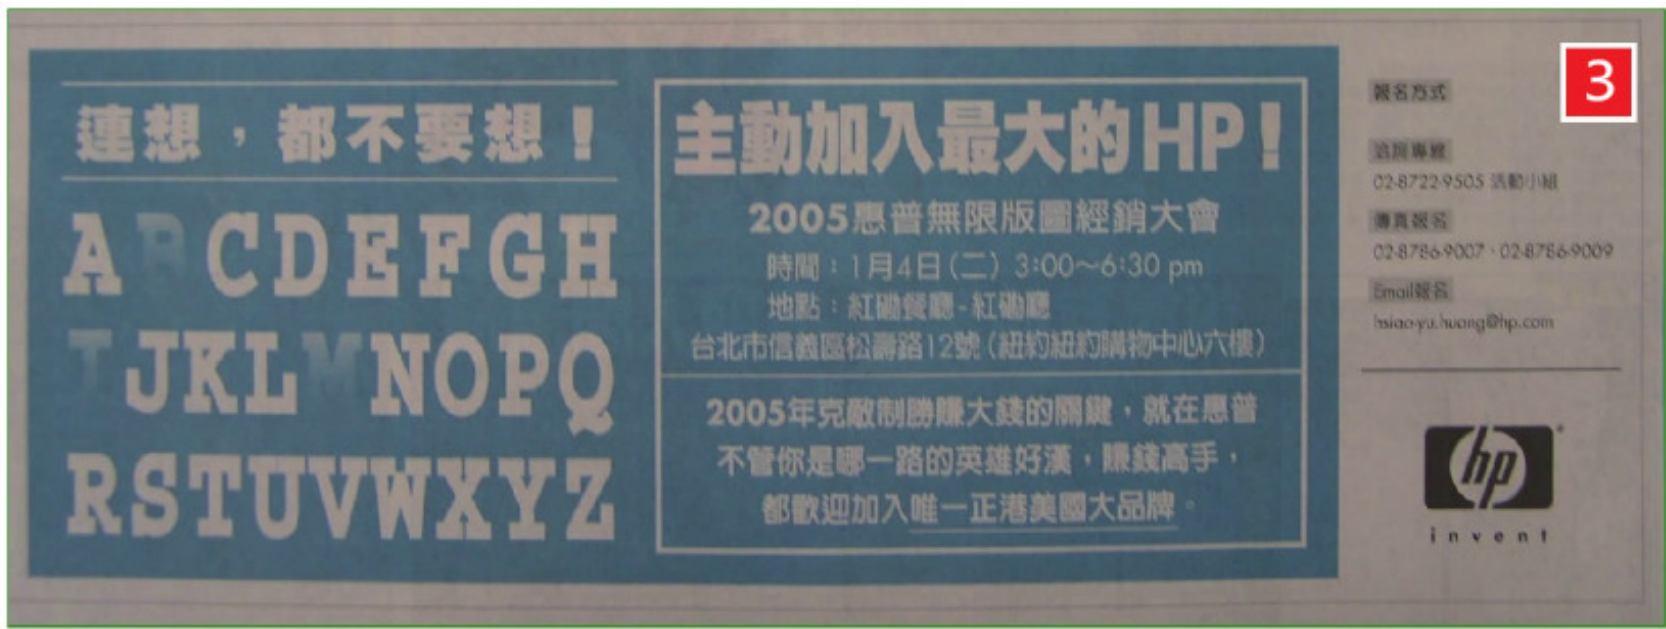 連想，都不要想！
A B C D E F G H
I J K L M N O P Q
R S T U V W X Y Z
主動加入最大的HP！
2005惠普無限版圖經銷大會
時間：1月4日(二) 3:00～6:30 pm
地點：紅磡餐廳-紅磡廳
台北市信義區松壽路12號（紐約紐約購物中心六樓）
2005年克敵制勝賺大錢的關鍵，就在惠普
不管你是哪一路的英雄好漢，賺錢高手，
都歡迎加入唯一正港美國大品牌。
3
報名方式
洽詢專線
02-8722-9505 活動小組
傳真報名
02-8786-9007、02-8786-9009
Email報名
hsiao-yu.huang@hp.com
hp
invent